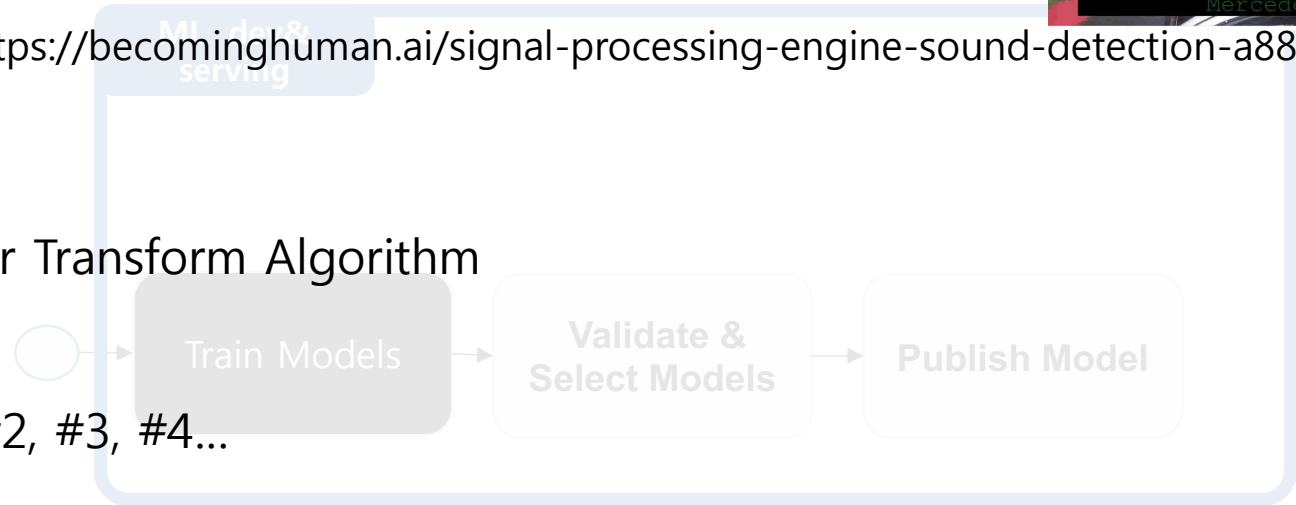 Merced
ML dev&
serving
tps://becominghuman.ai/signal-processing-engine-sound-detection-a88
r Transform Algorithm
Train Models
Validate &
Select Models
Publish Model
2, #3, #4...